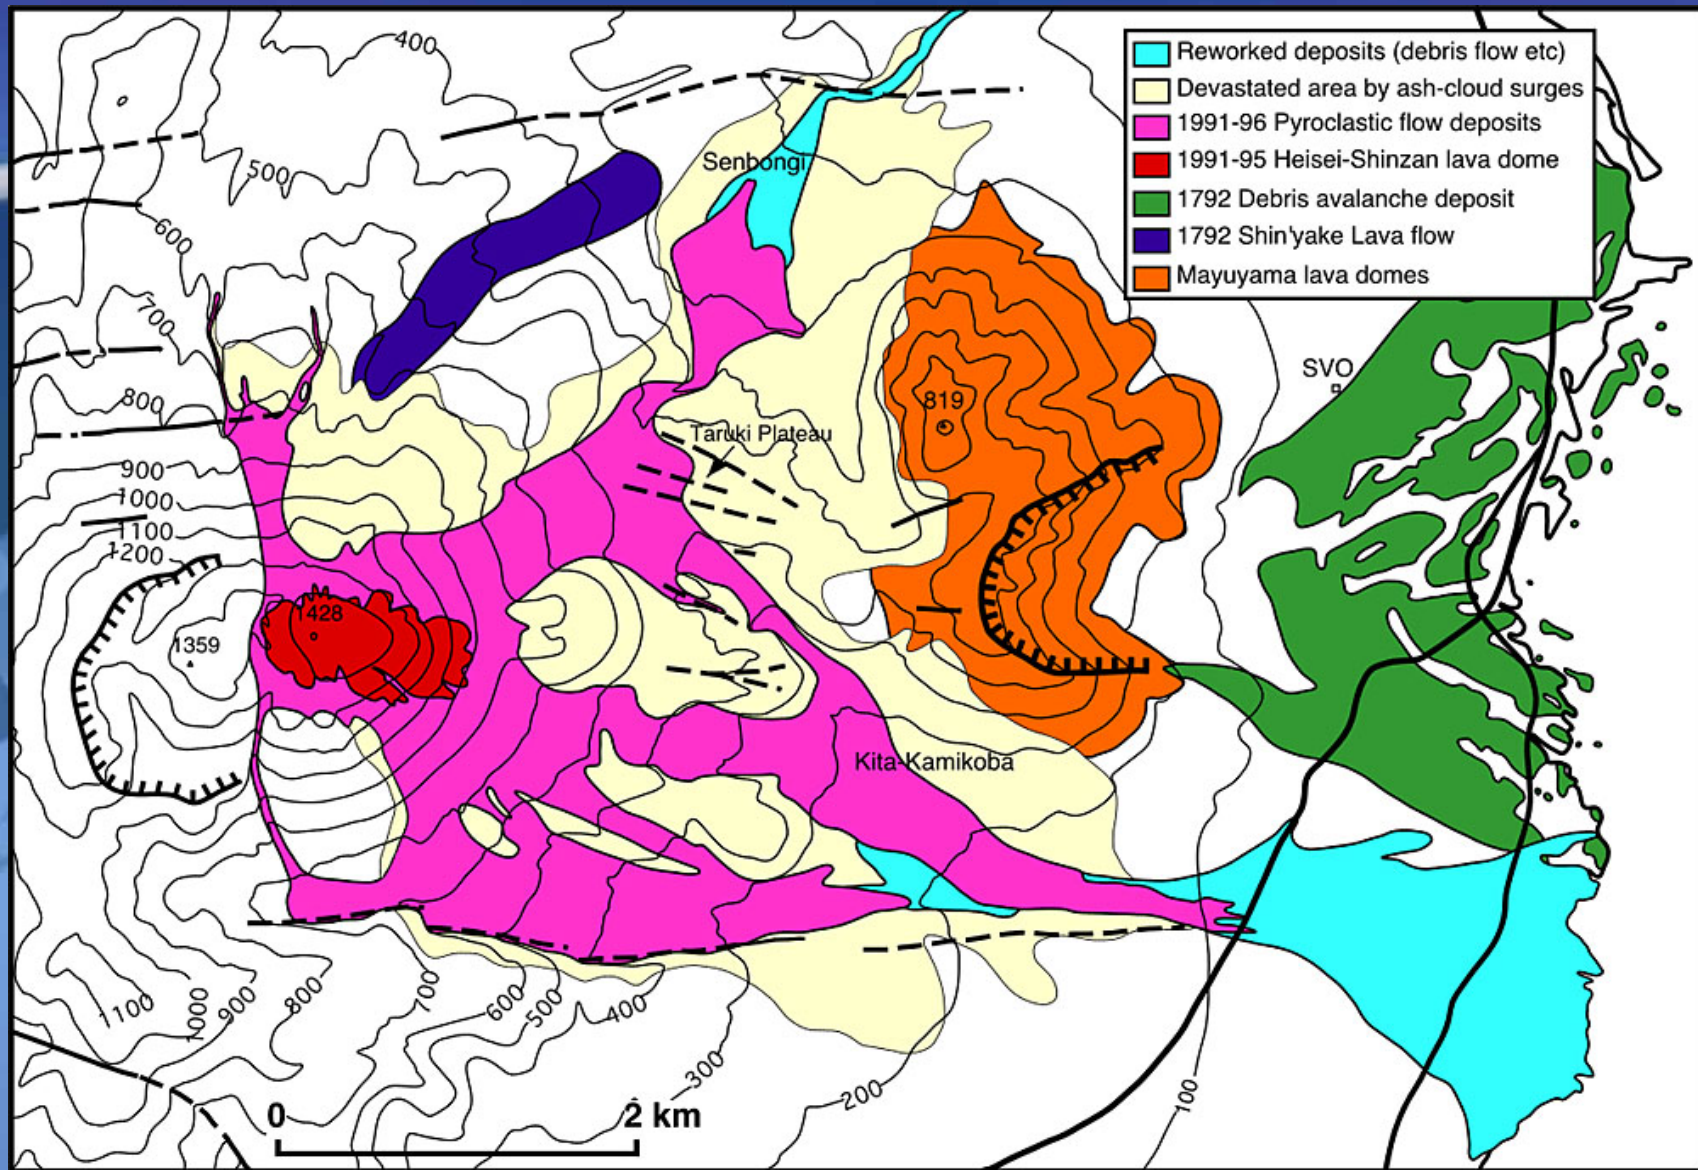 Reworked deposits (debris flow etc)
Devastated area by ash-cloud surges
1991-96 Pyroclastic flow deposits
1991-95 Heisei-Shinzan lava dome
1792 Debris avalanche deposit
1792 Shin'yake Lava flow
Mayuyama lava domes
400
Senbongi
500
600
700
SVO
800
819
Taruki Plateau
900
1000
1100
1200
1428
1359
Kita-Kamikoba
1100
1000
900
800
700
600
500
400
300
200
100
0 2 km